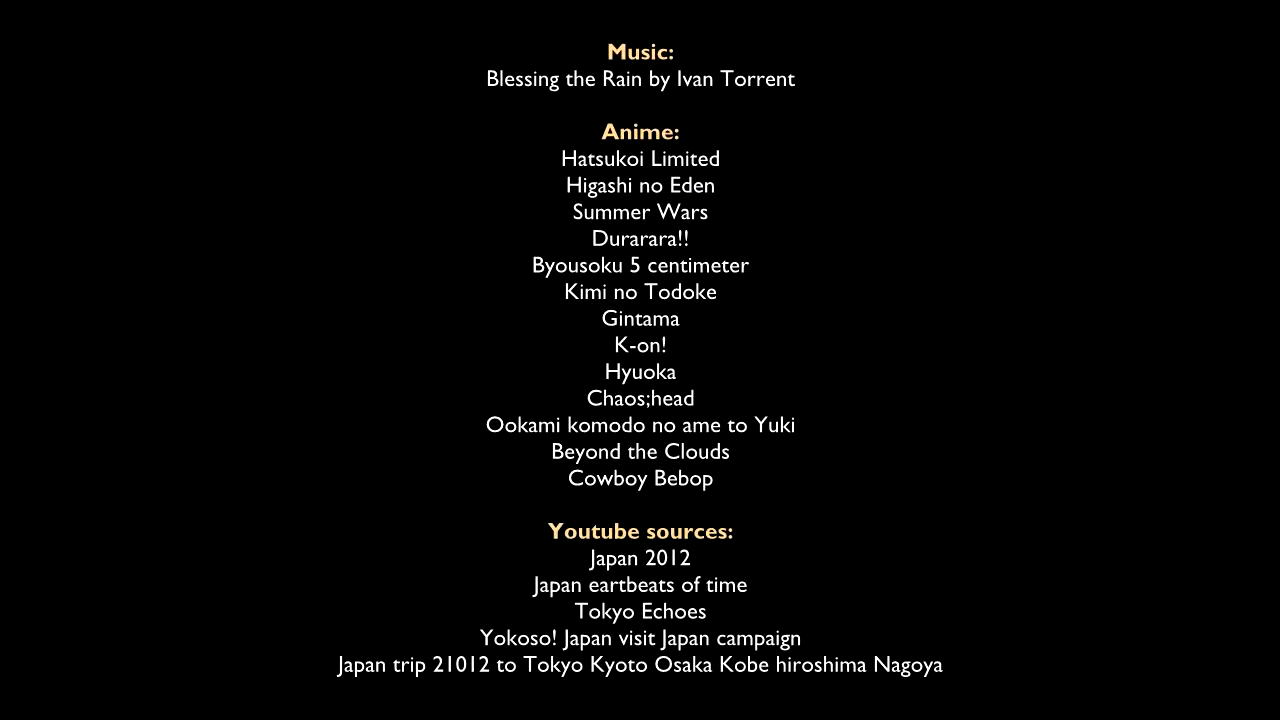 Music:
Blessing the Rain by Ivan Torrent
Anime:
Hatsukoi Limited
Higashi no Eden
Summer Wars
Durarara!!
Byousoku 5 centimeter
Kimi no Todoke
Gintama
K-on!
Hyuoka
Chaos;head
Ookami komodo no ame to Yuki
Beyond the Clouds
Cowboy Bebop
Youtube sources:
Japan 2012
Japan eartbeats of time
Tokyo Echoes
Yokoso! Japan visit Japan campaign
Japan trip 21012 to Tokyo Kyoto Osaka Kobe hiroshima Nagoya